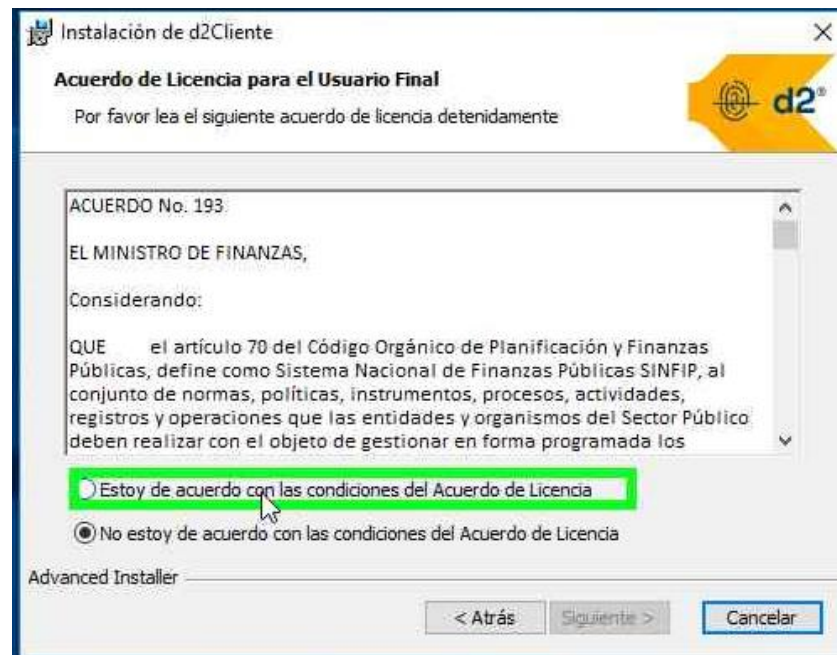 Instalación de d2Cliente
Acuerdo de Licencia para el Usuario Final
Por favor lea el siguiente acuerdo de licencia detenidamente
d2®
ACUERDO No. 193
EL MINISTRO DE FINANZAS,
Considerando:
QUE el artículo 70 del Código Orgánico de Planificación y Finanzas
Públicas, define como Sistema Nacional de Finanzas Públicas SINFIP, al
conjunto de normas, políticas, instrumentos, procesos, actividades,
registros y operaciones que las entidades y organismos del Sector Público
deben realizar con el objeto de gestionar en forma programada los
Estoy de acuerdo con las condiciones del Acuerdo de Licencia
No estoy de acuerdo con las condiciones del Acuerdo de Licencia
Advanced Installer
< Atrás Siguiente > Cancelar